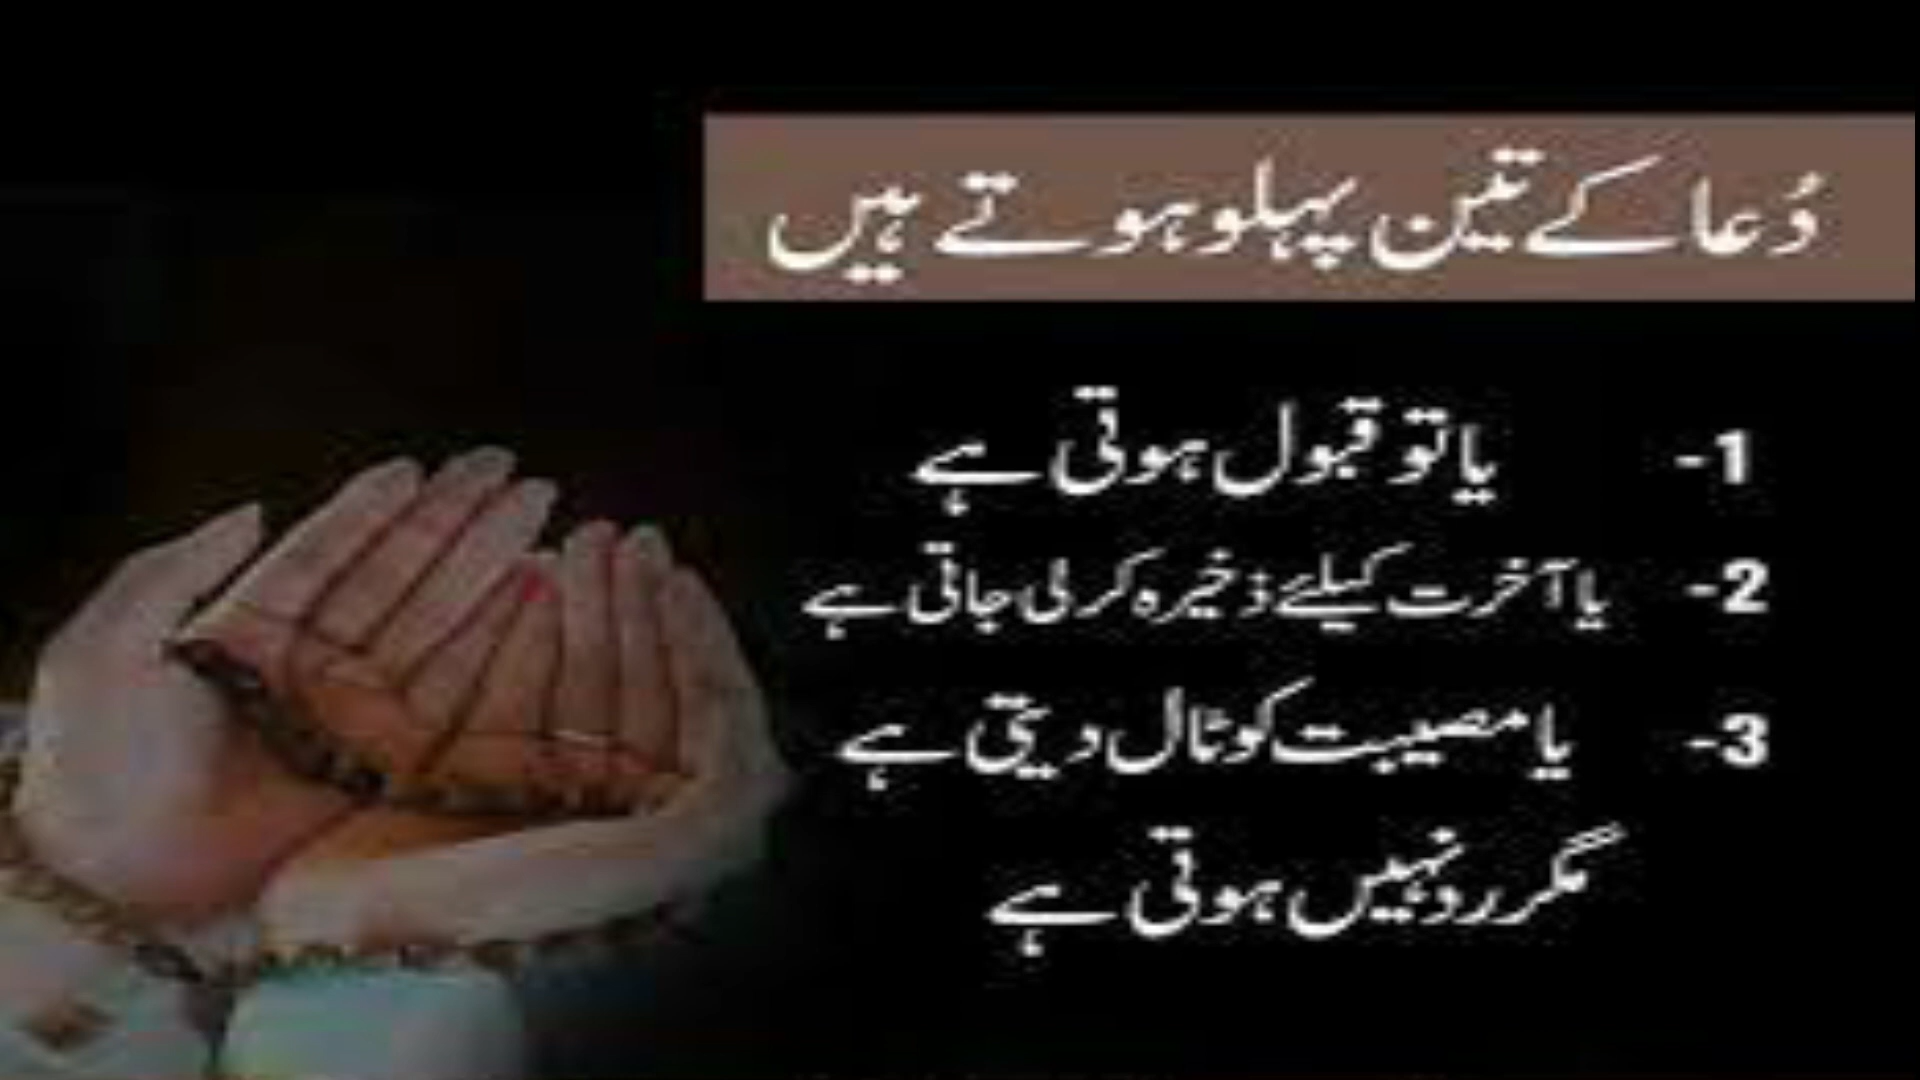 دُعا کے تین پہلو ہوتے ہیں
1- یا تو قبول ہوتی ہے
2- یا آخرت کیلئے ذخیرہ کر لی جاتی ہے
3- یا مصیبت کو ٹال دیتی ہے
مگر رد نہیں ہوتی ہے